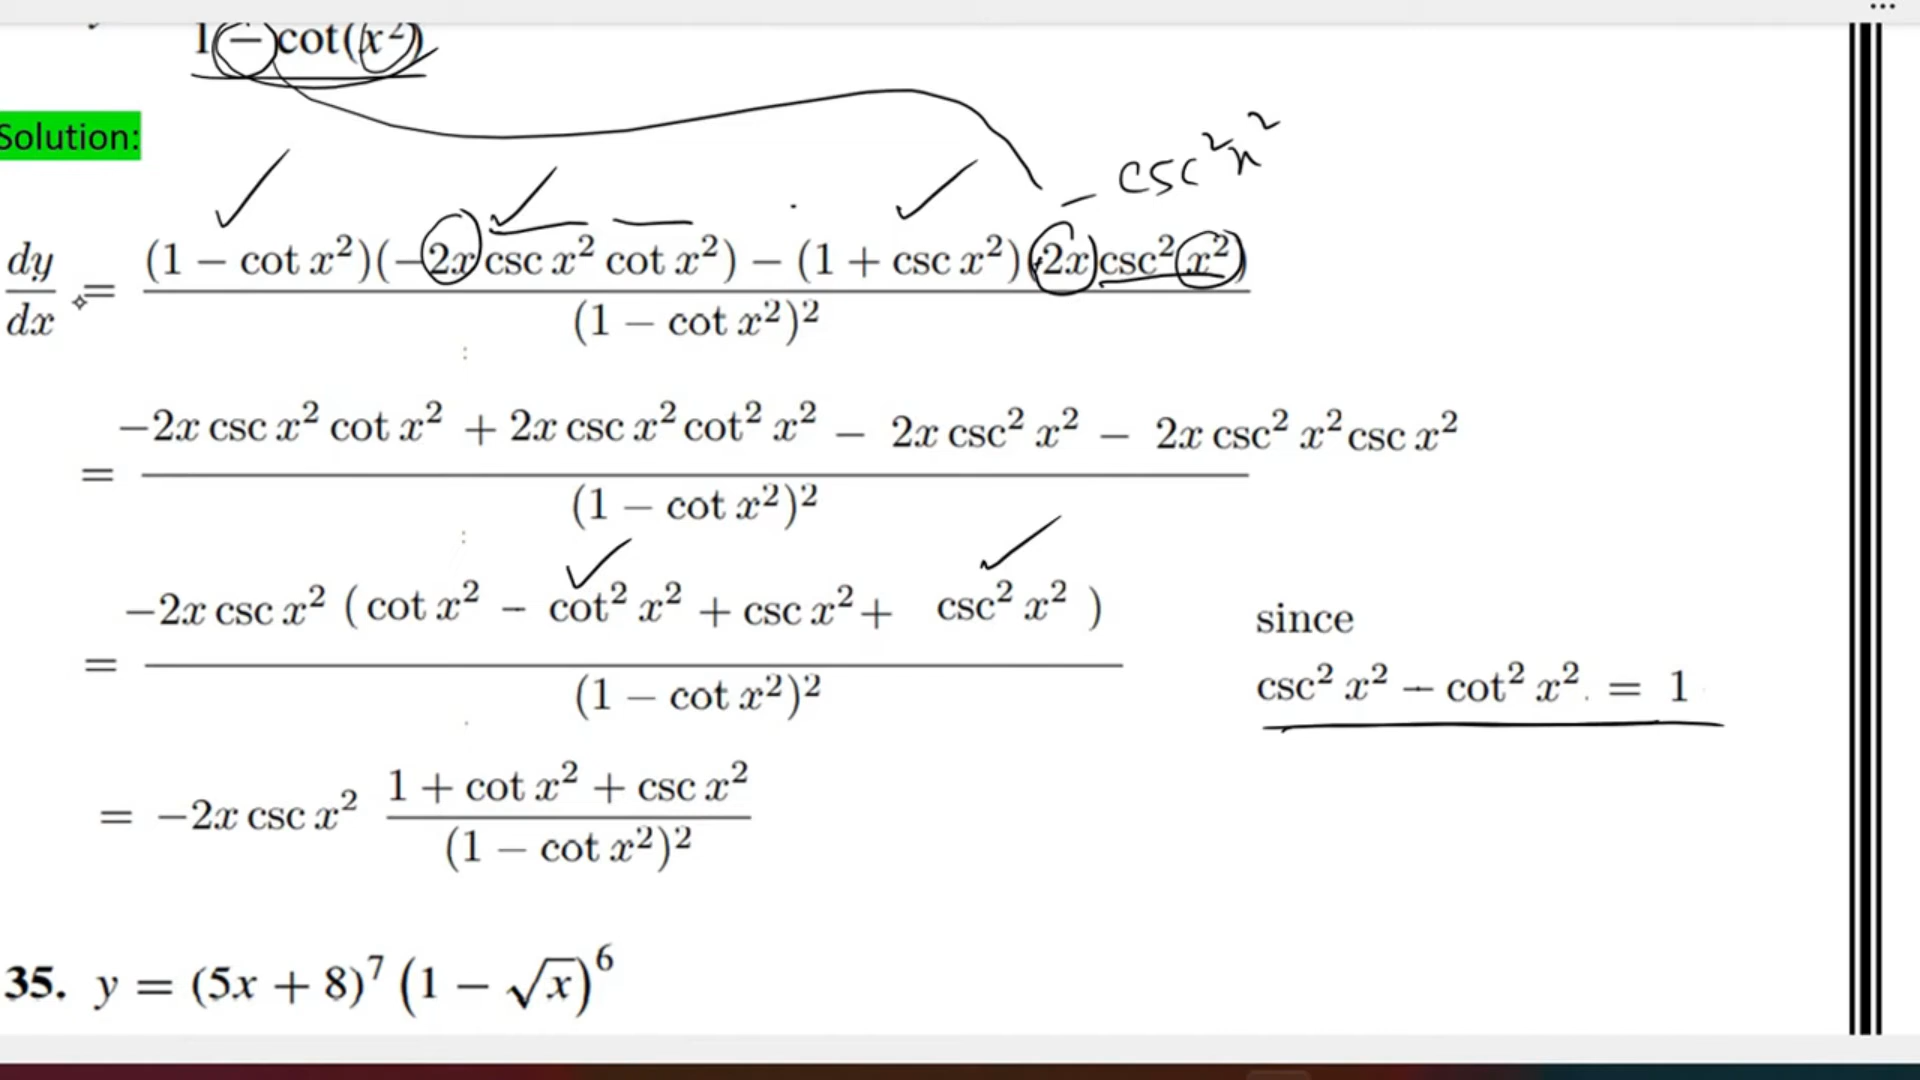 1 − cot(x²)
Solution:
− csc²x²
dy/dx = (1 − cot x²)(−2x csc x² cot x²) − (1 + csc x²)(2x csc² x²) / (1 − cot x²)²
= −2x csc x² cot x² + 2x csc x² cot² x² − 2x csc² x² − 2x csc² x² csc x² / (1 − cot x²)²
= −2x csc x² ( cot x² − cot² x² + csc x² + csc² x² ) / (1 − cot x²)²
since
csc² x² − cot² x² = 1
= −2x csc x² 1 + cot x² + csc x² / (1 − cot x²)²
35. y = (5x + 8)⁷ (1 − √x)⁶